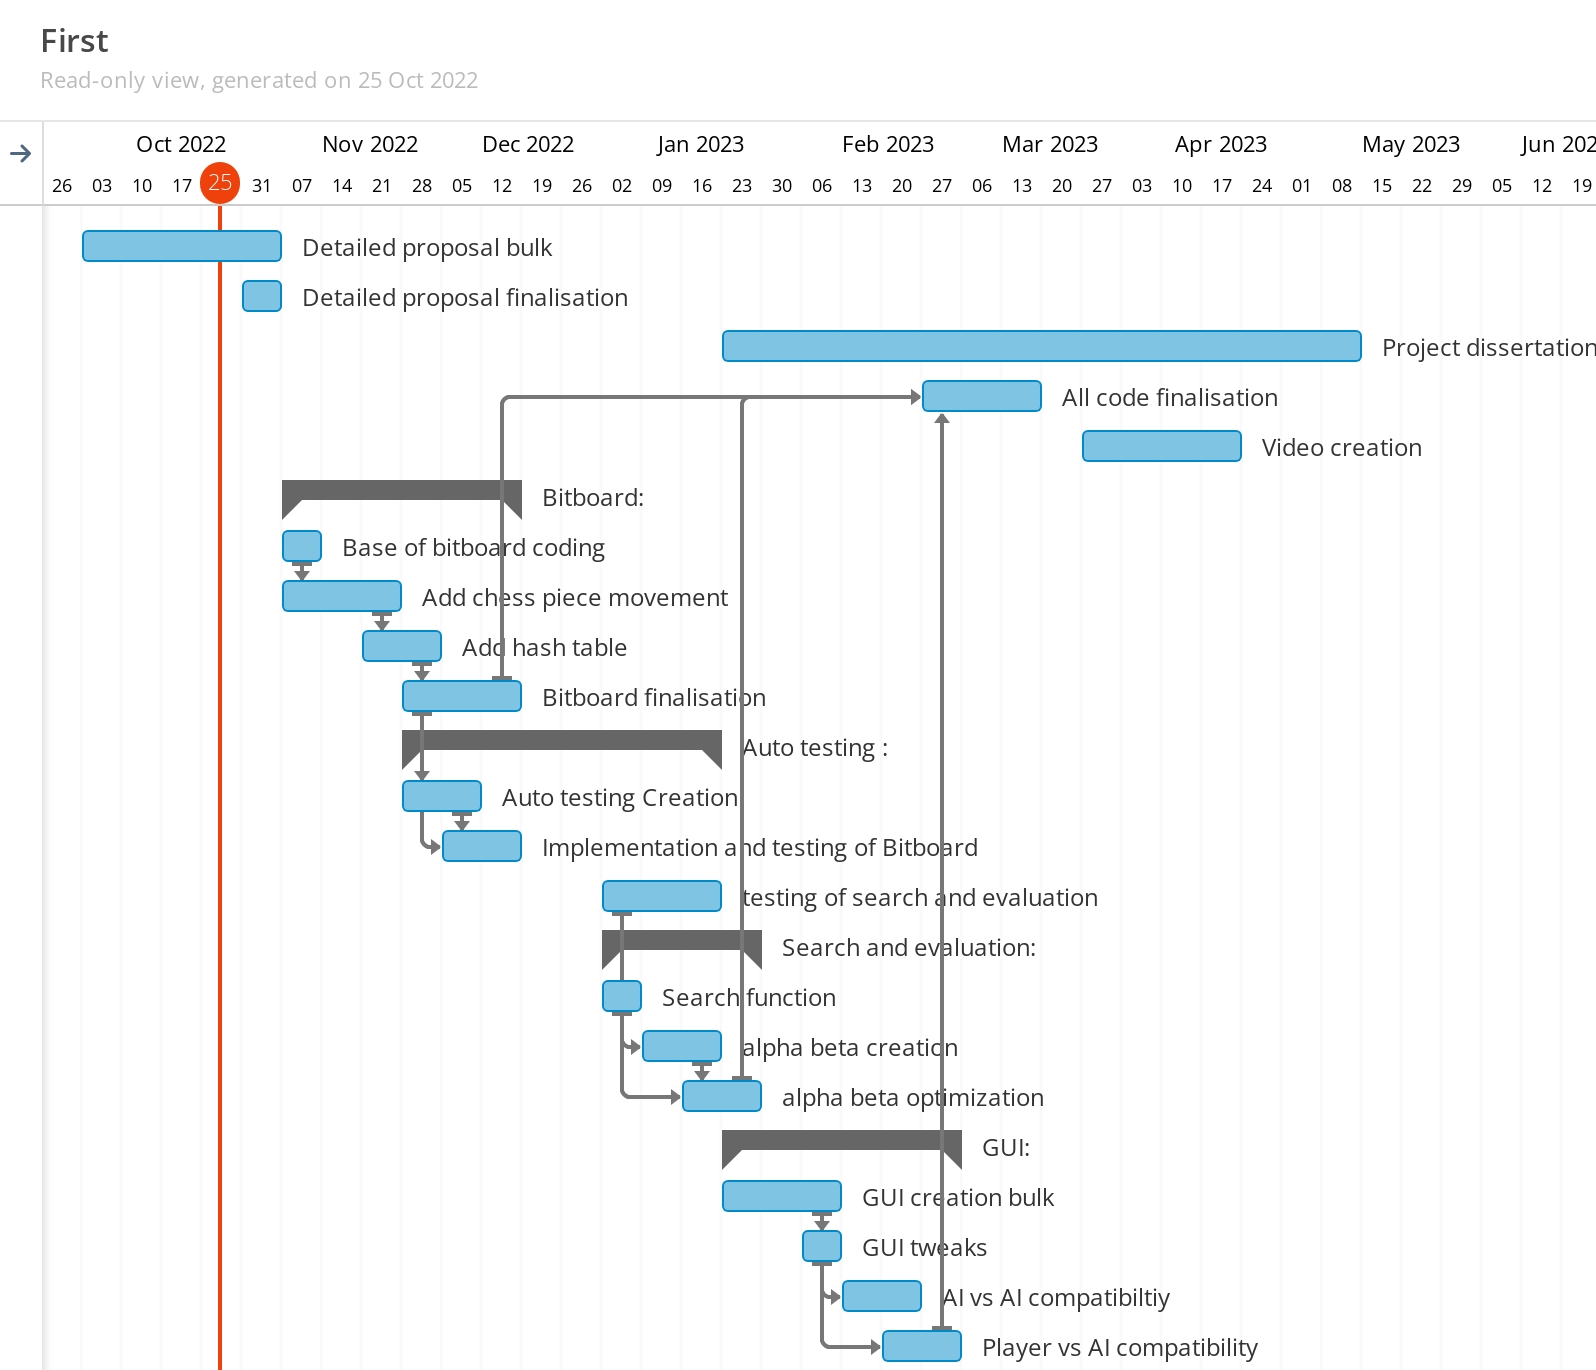 First
Read-only view, generated on 25 Oct 2022
Oct 2022 Nov 2022 Dec 2022 Jan 2023 Feb 2023 Mar 2023 Apr 2023 May 2023 Jun 202
26 03 10 17 25 31 07 14 21 28 05 12 19 26 02 09 16 23 30 06 13 20 27 06 13 20 27 03 10 17 24 01 08 15 22 29 05 12 19
Detailed proposal bulk
Detailed proposal finalisation
Project dissertation
All code finalisation
Video creation
Bitboard:
Base of bitboard coding
Add chess piece movement
Add hash table
Bitboard finalisation
Auto testing :
Auto testing Creation
Implementation and testing of Bitboard
testing of search and evaluation
Search and evaluation:
Search function
alpha beta creation
alpha beta optimization
GUI:
GUI creation bulk
GUI tweaks
AI vs AI compatibiltiy
Player vs AI compatibility